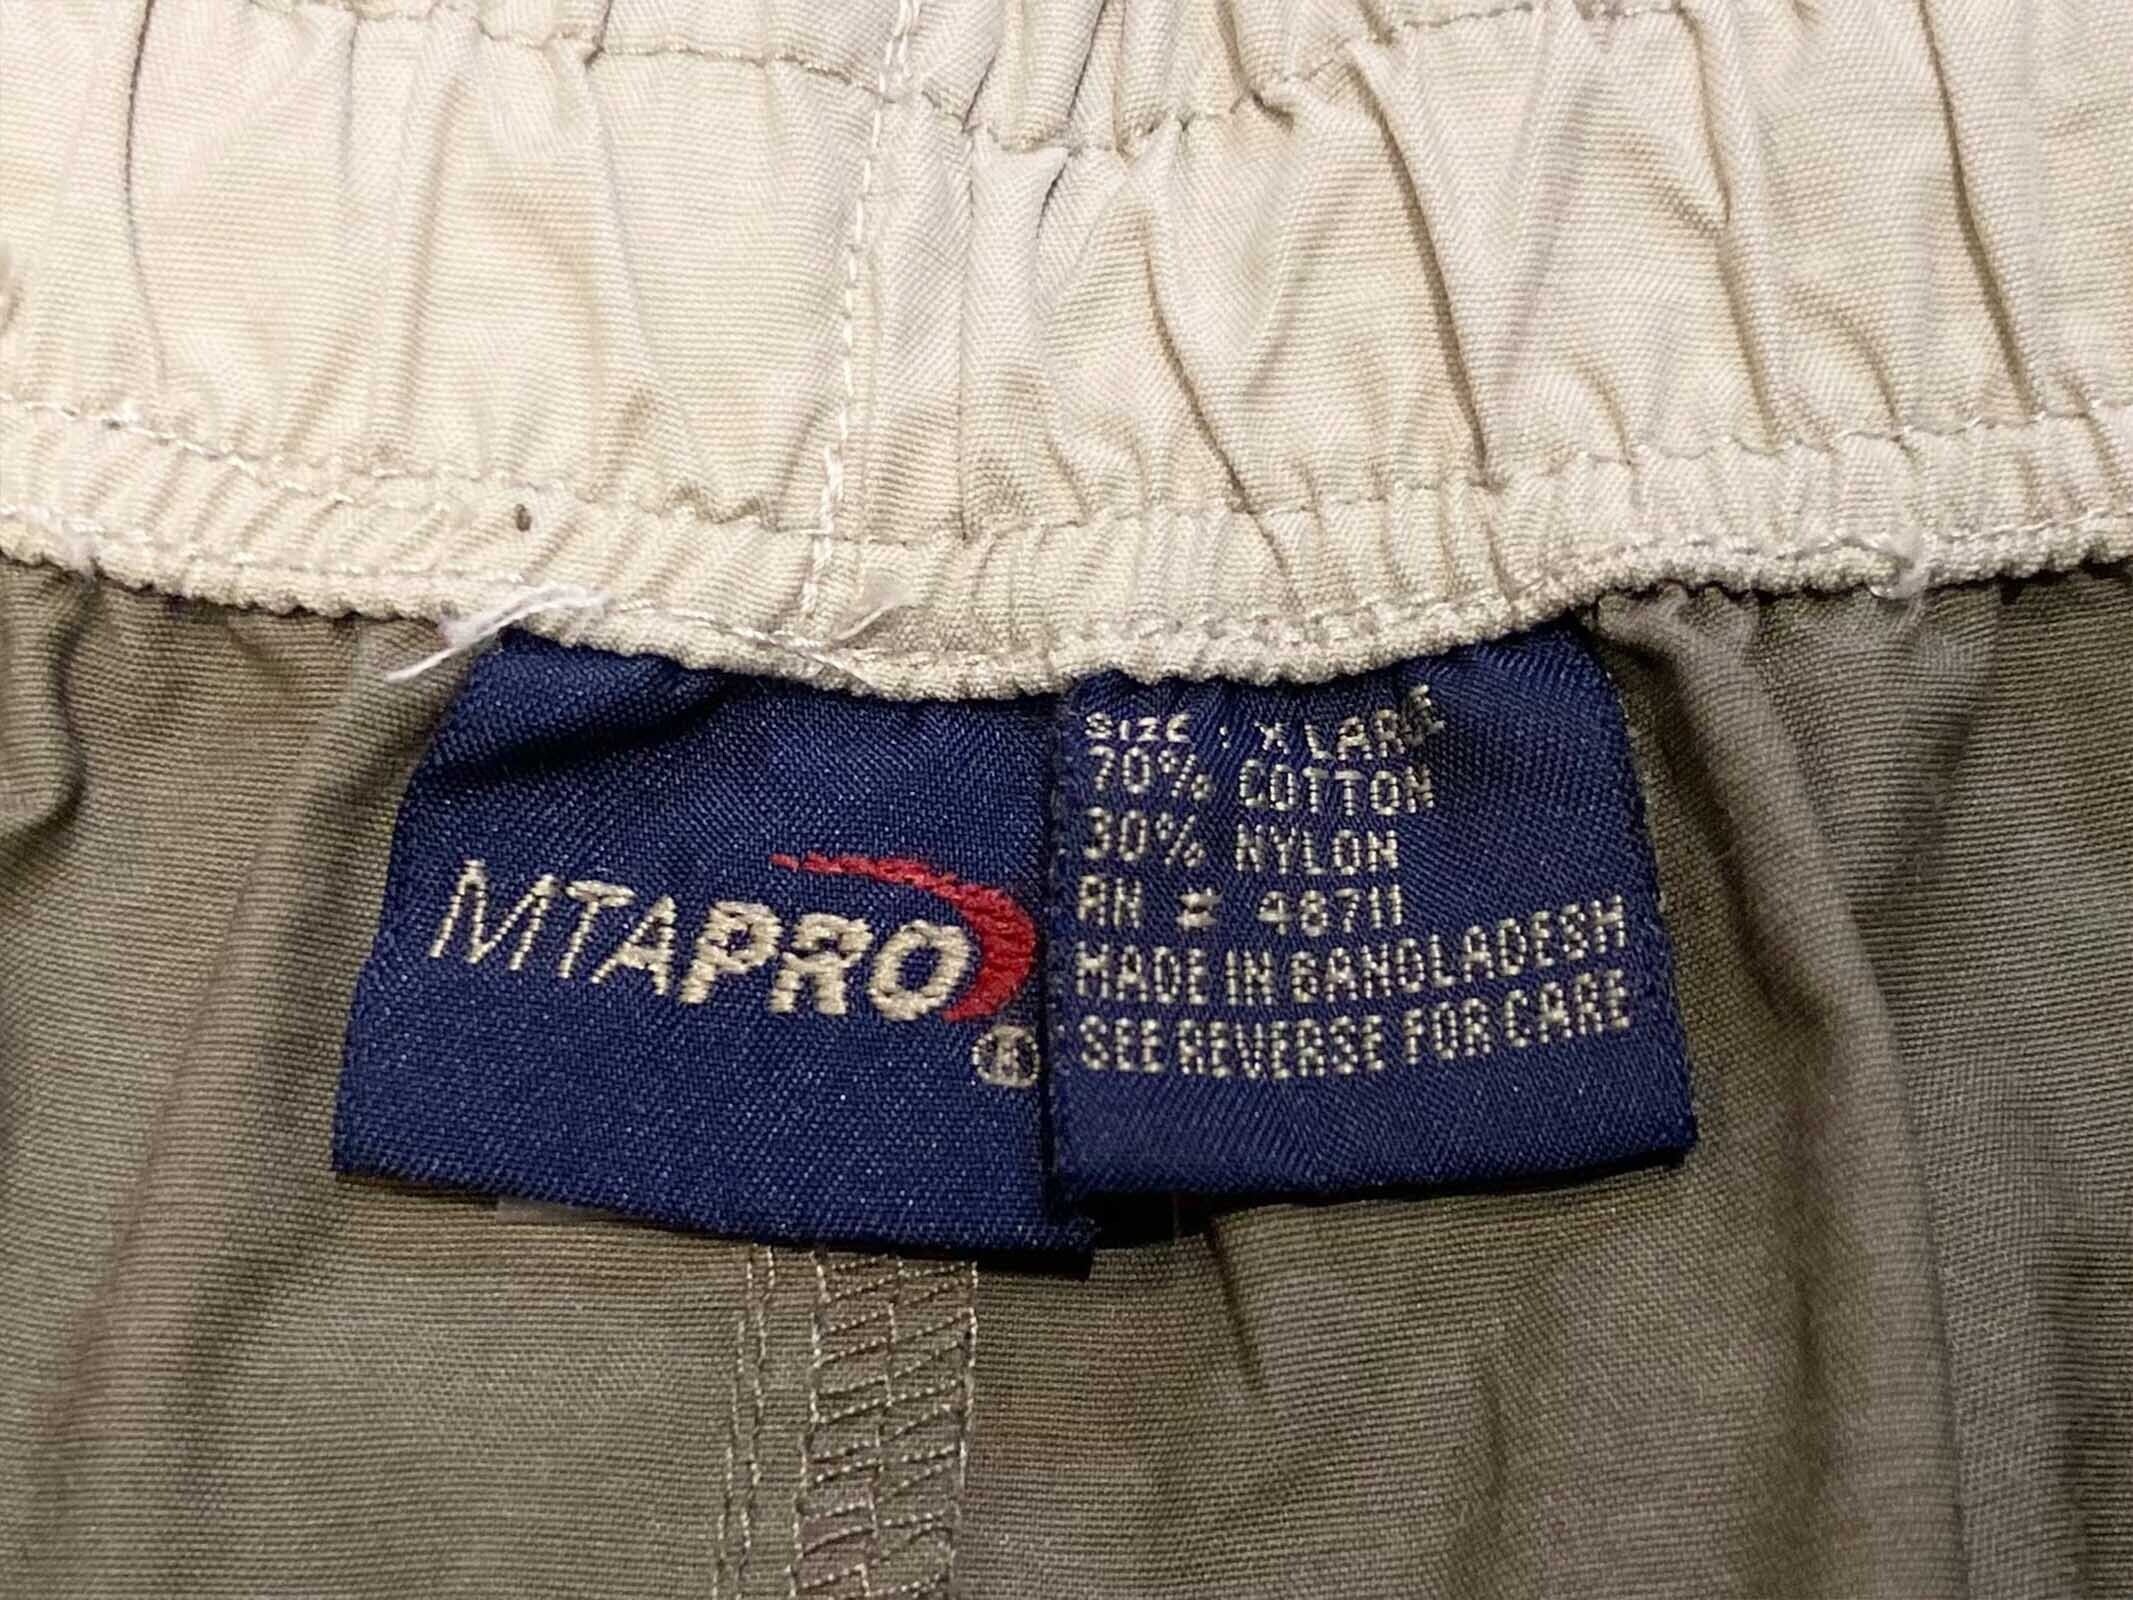 MTAPRO
®
SIZE : X LARGE
70% COTTON
30% NYLON
RN # 48711
MADE IN BANGLADESH
SEE REVERSE FOR CARE